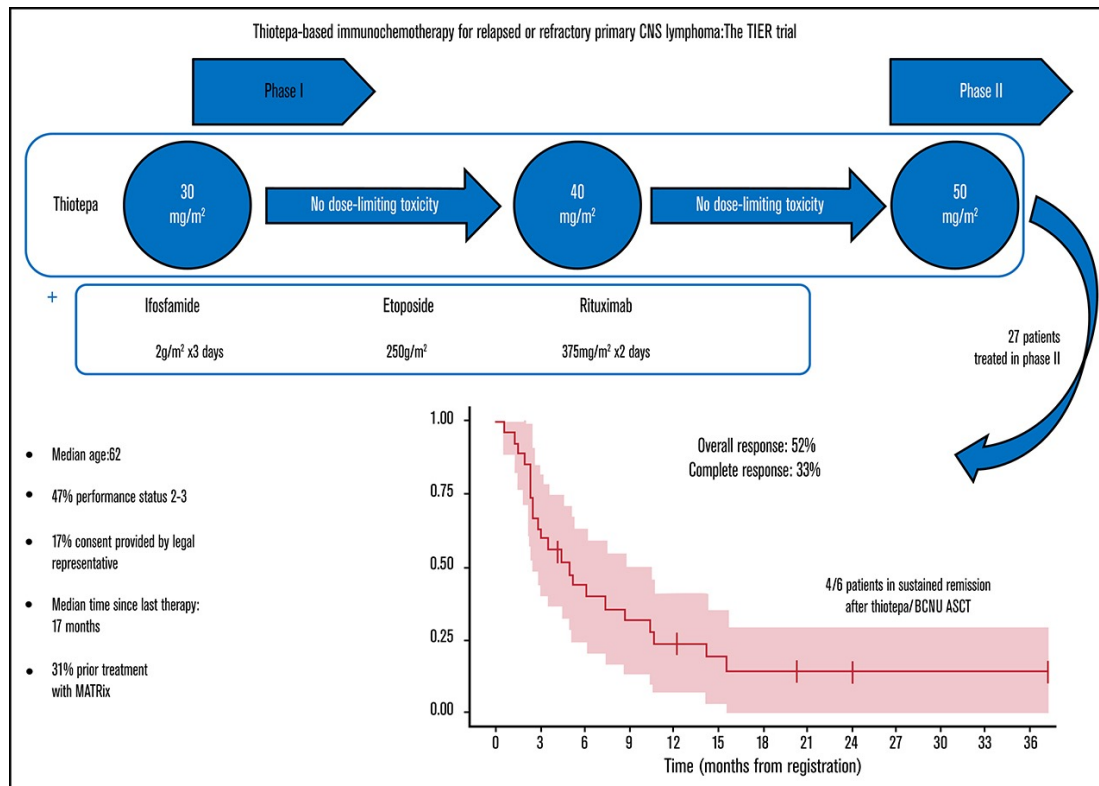 Thiotepa-based immunochemotherapy for relapsed or refractory primary CNS lymphoma:The TIER trial
Phase I
Phase II
Thiotepa
30
mg/m²
No dose-limiting toxicity
40
mg/m²
No dose-limiting toxicity
50
mg/m²
+
Ifosfamide
2g/m² x3 days
Etoposide
250g/m²
Rituximab
375mg/m² x2 days
27 patients
treated in phase II
• Median age:62
• 47% performance status 2-3
• 17% consent provided by legal
representative
• Median time since last therapy:
17 months
• 31% prior treatment
with MATRix
1.00
0.75
0.50
0.25
0.00
Overall response: 52%
Complete response: 33%
4/6 patients in sustained remission
after thiotepa/BCNU ASCT
0 3 6 9 12 15 18 21 24 27 30 33 36
Time (months from registration)